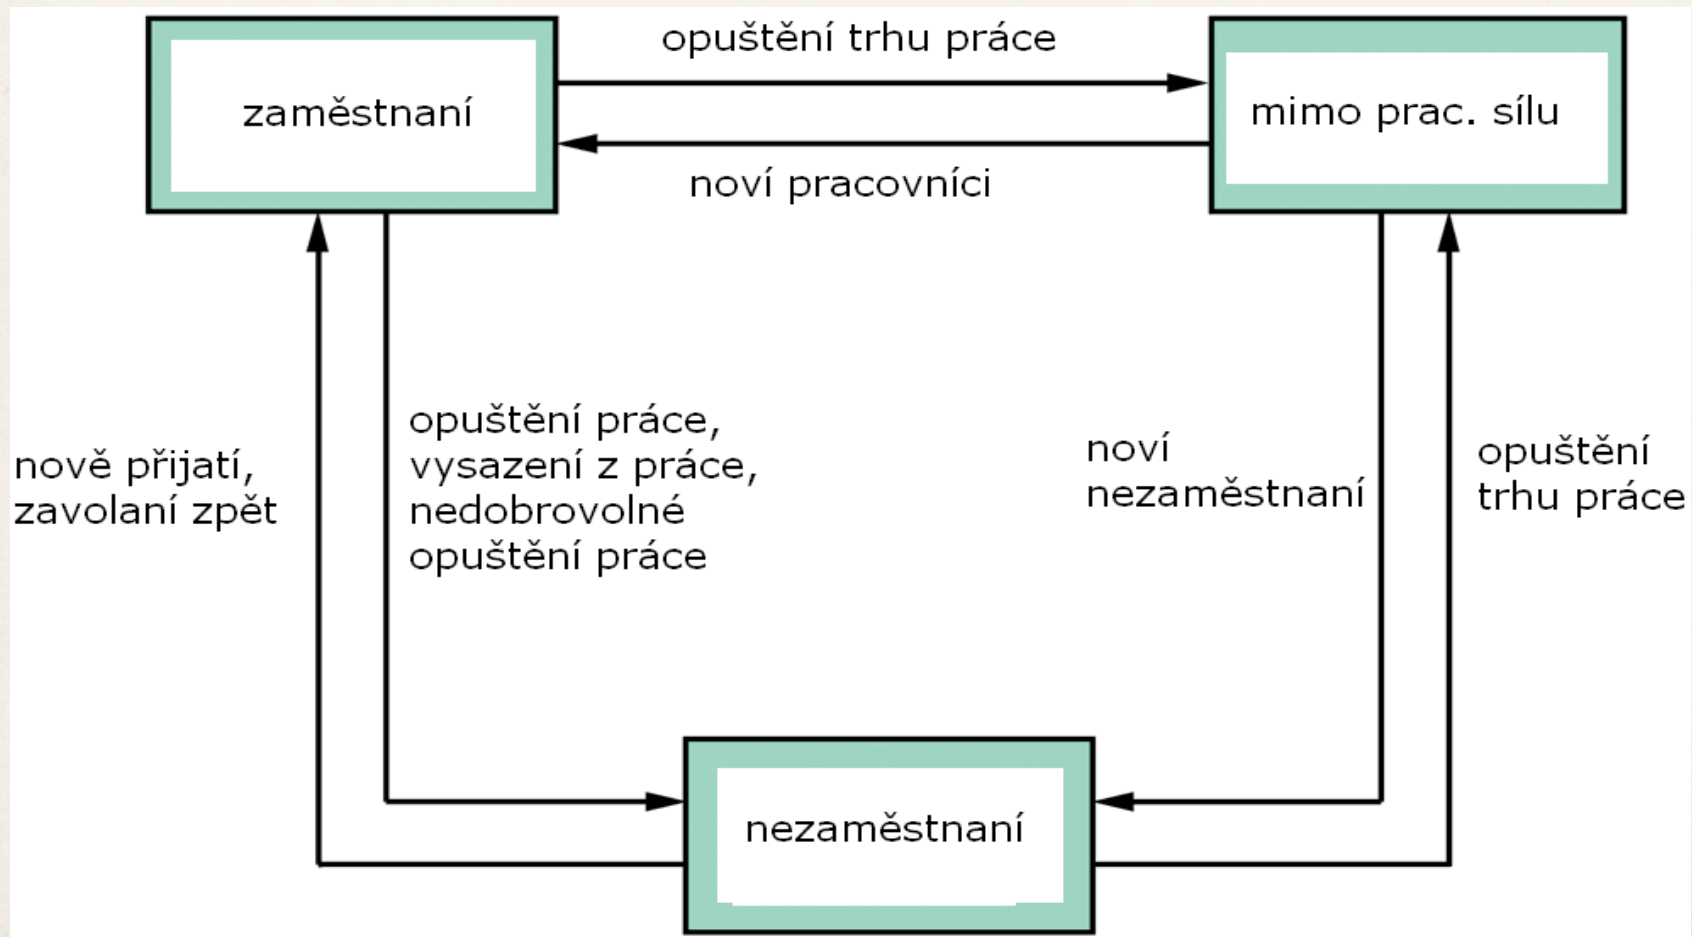 opuštění trhu práce
zaměstnaní
mimo prac. sílu
noví pracovníci
nově přijatí,
zavolaní zpět
opuštění práce,
vysazení z práce,
nedobrovolné
opuštění práce
noví
nezaměstnaní
opuštění
trhu práce
nezaměstnaní